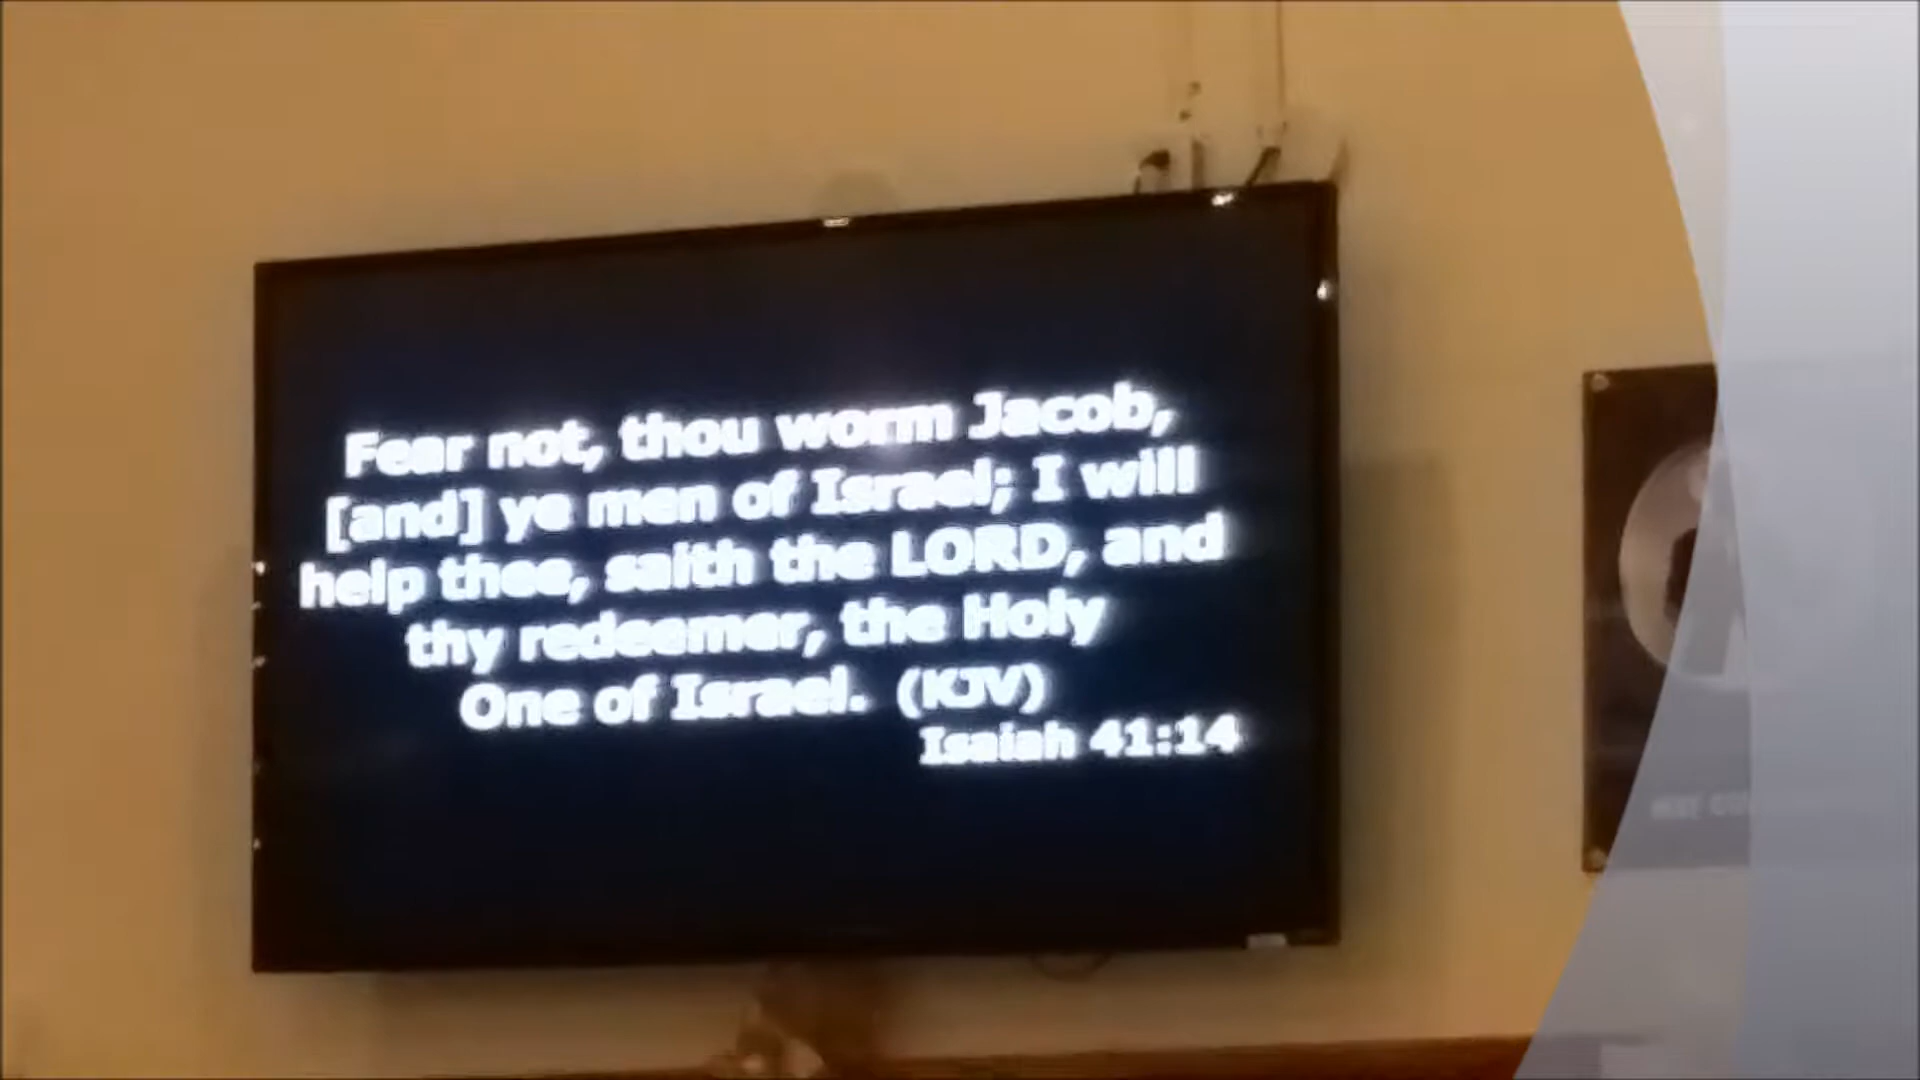 Fear not, thou worm Jacob,
[and] ye men of Israel; I will
help thee, saith the LORD, and
thy redeemer, the Holy
One of Israel. (KJV)
Isaiah 41:14